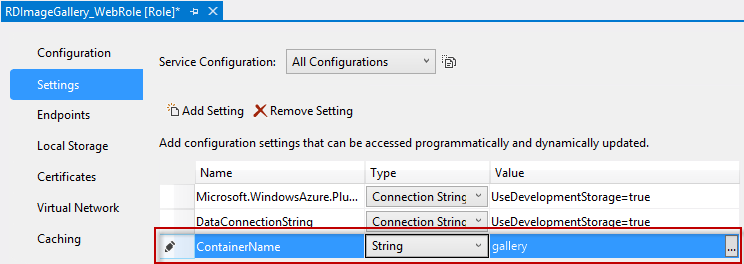 RDImageGallery_WebRole [Role]*
Configuration
Settings
Endpoints
Local Storage
Certificates
Virtual Network
Caching
Service Configuration: All Configurations
Add Setting Remove Setting
Add configuration settings that can be accessed programmatically and dynamically updated.
Name Type Value
Microsoft.WindowsAzure.Plu... Connection String UseDevelopmentStorage=true
DataConnectionString Connection String UseDevelopmentStorage=true
ContainerName String gallery ...